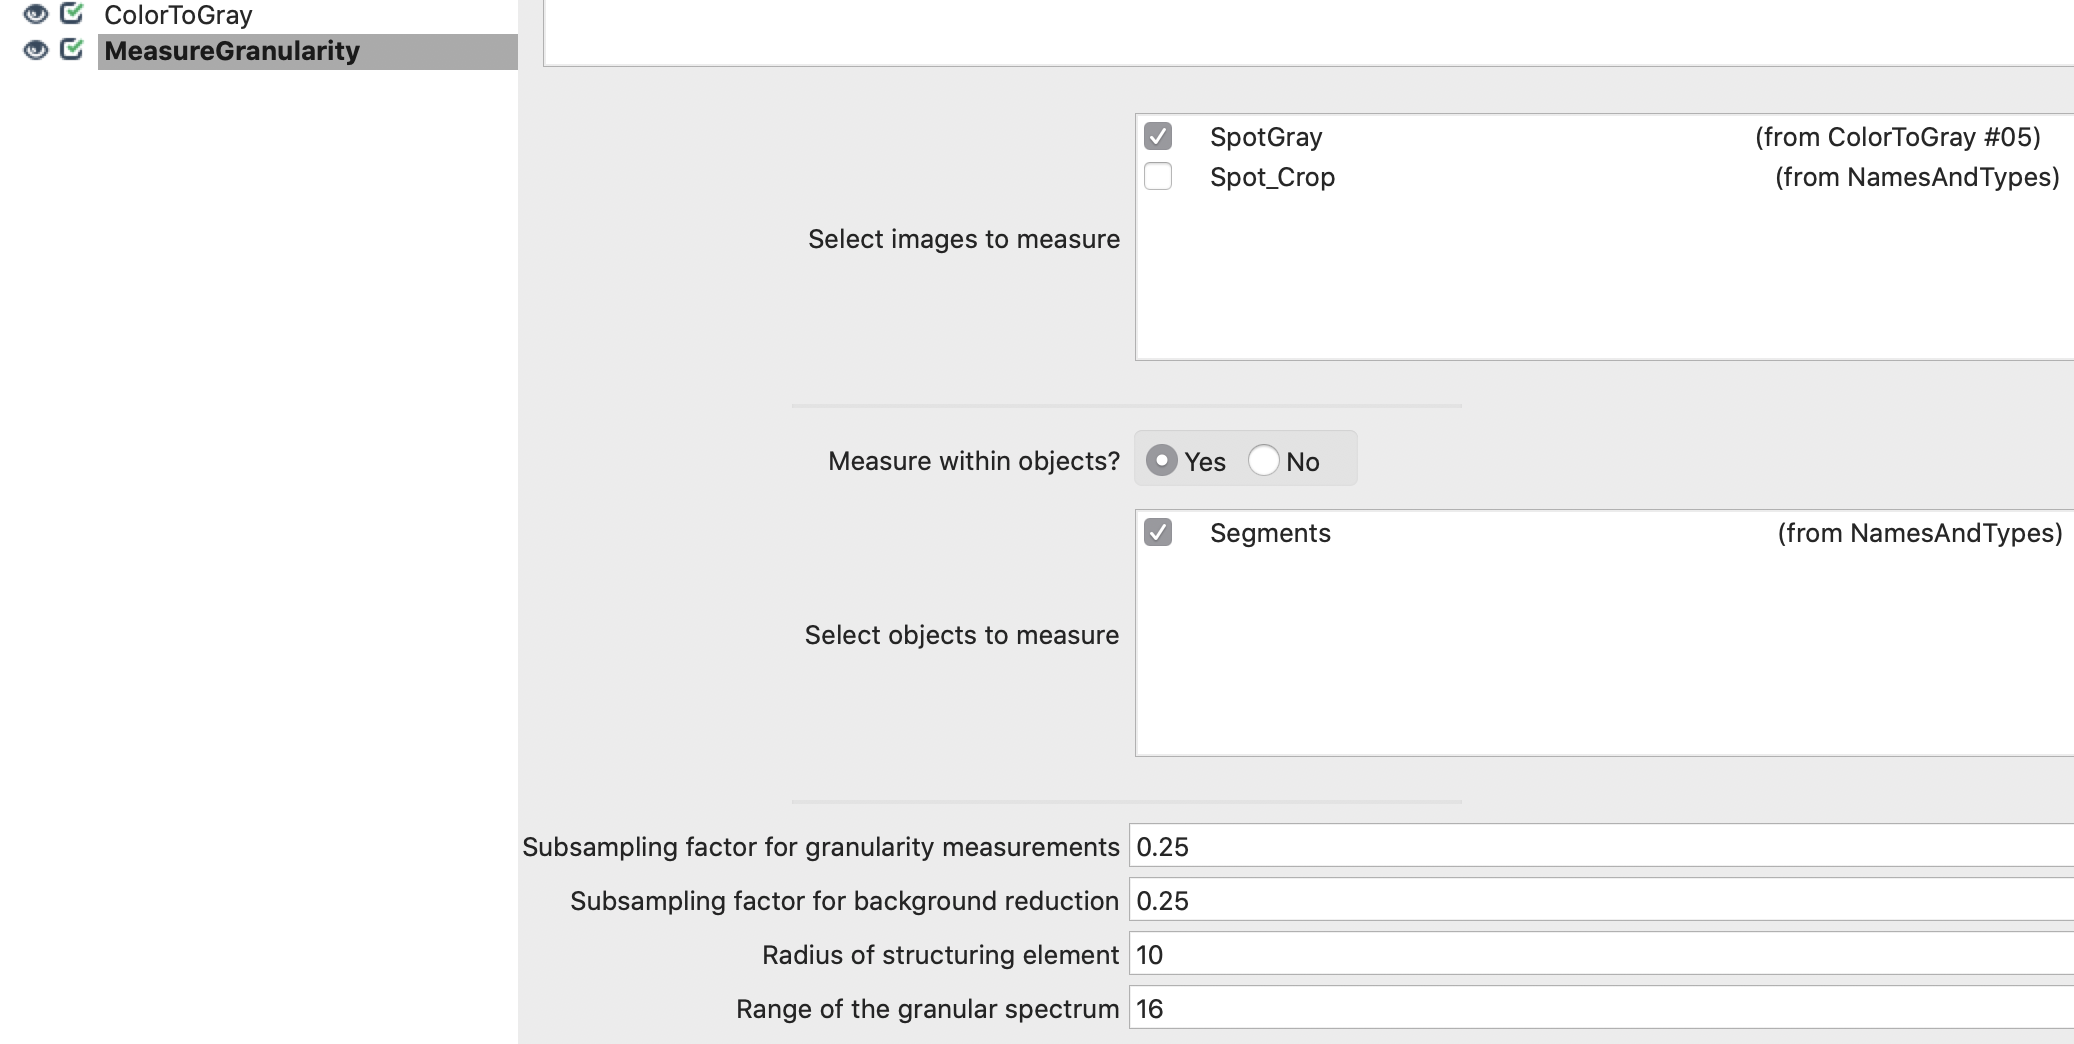 ColorToGray
MeasureGranularity
SpotGray (from ColorToGray #05)
Spot_Crop (from NamesAndTypes)
Select images to measure
Measure within objects? Yes No
Segments (from NamesAndTypes)
Select objects to measure
Subsampling factor for granularity measurements 0.25
Subsampling factor for background reduction 0.25
Radius of structuring element 10
Range of the granular spectrum 16